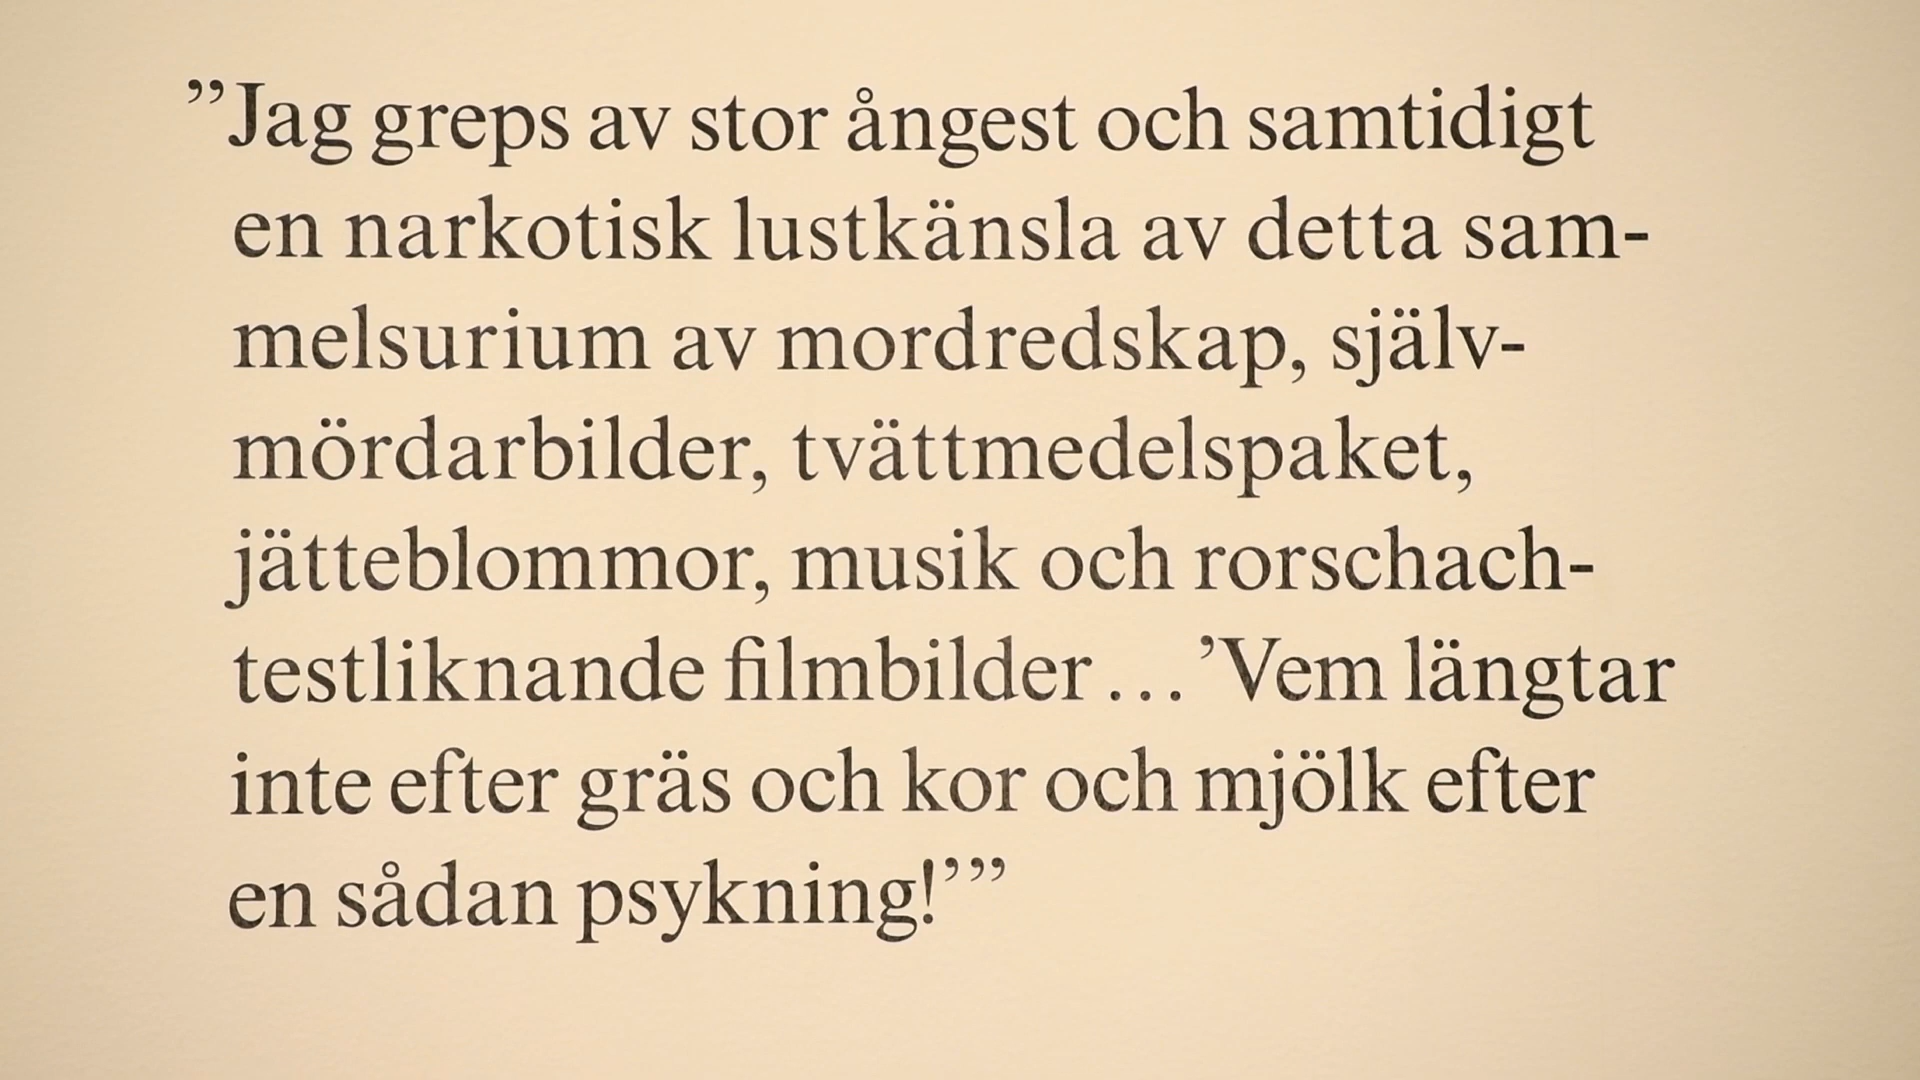 ”Jag greps av stor ångest och samtidigt
en narkotisk lustkänsla av detta sam-
melsurium av mordredskap, själv-
mördarbilder, tvättmedelspaket,
jätteblommor, musik och rorschach-
testliknande filmbilder… ’Vem längtar
inte efter gräs och kor och mjölk efter
en sådan psykning!’”